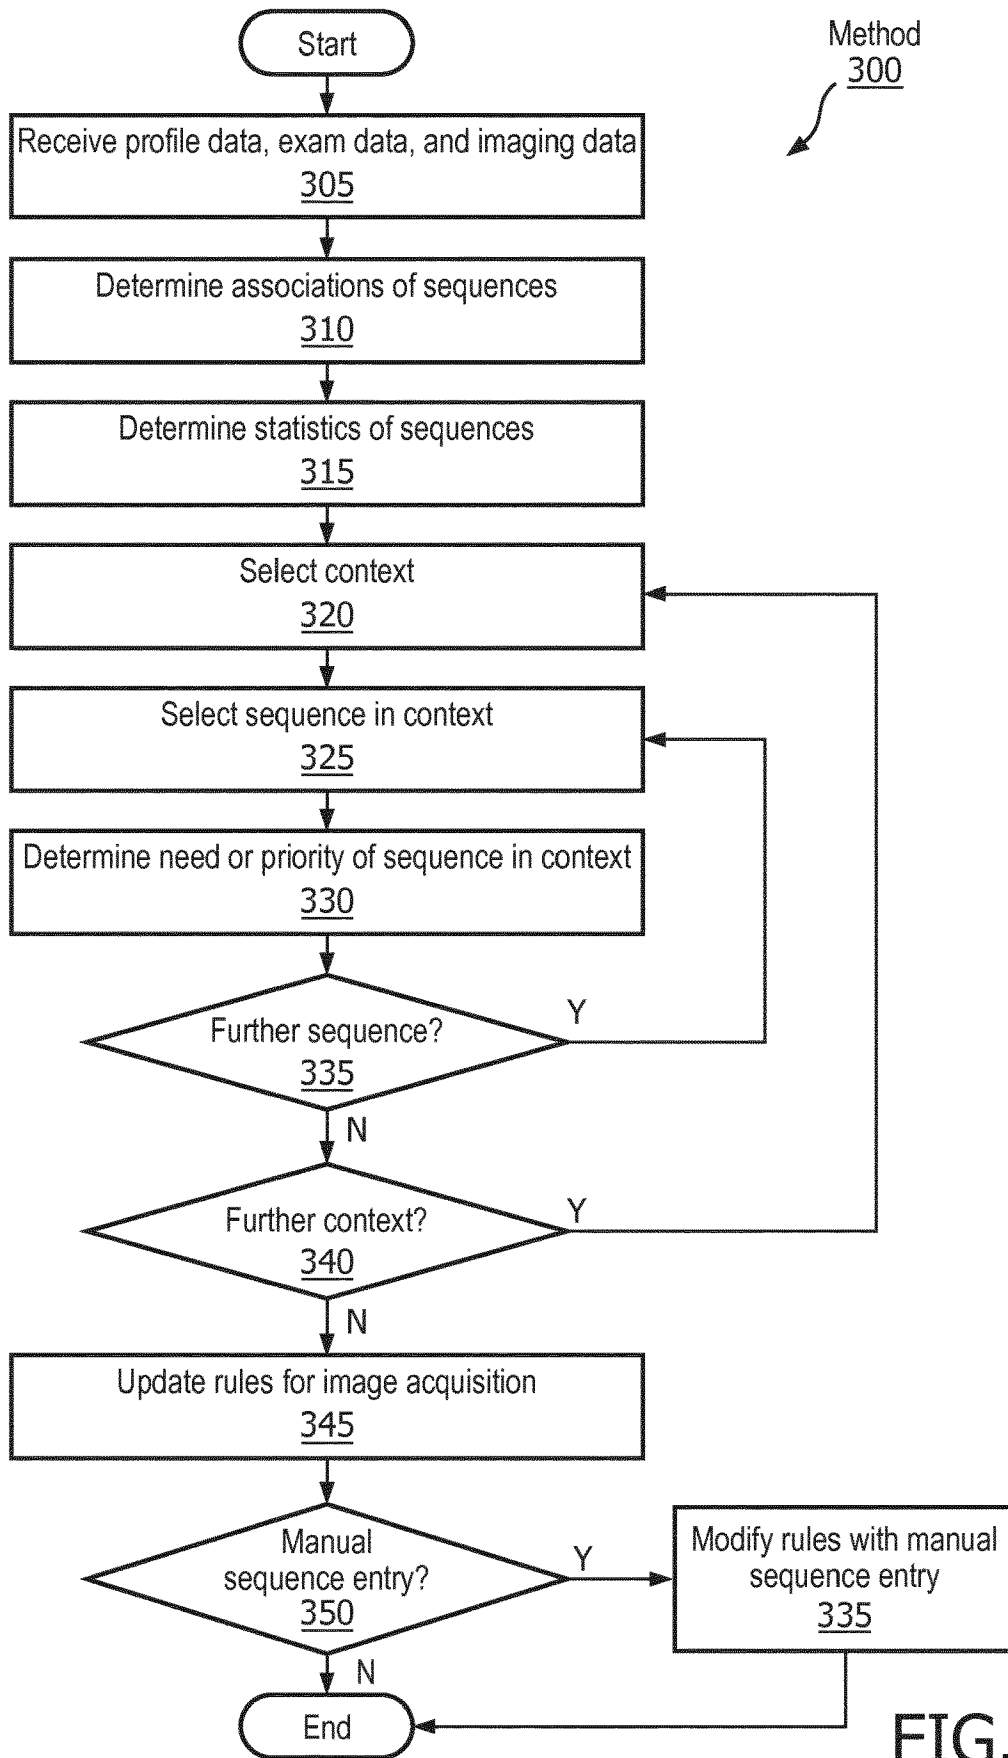 Start
Method
300
Receive profile data, exam data, and imaging data
305
Determine associations of sequences
310
Determine statistics of sequences
315
Select context
320
Select sequence in context
325
Determine need or priority of sequence in context
330
Further sequence?
335
Y
N
Further context?
340
Y
N
Update rules for image acquisition
345
Manual
sequence entry?
350
Y
N
Modify rules with manual
sequence entry
335
End
FIG.